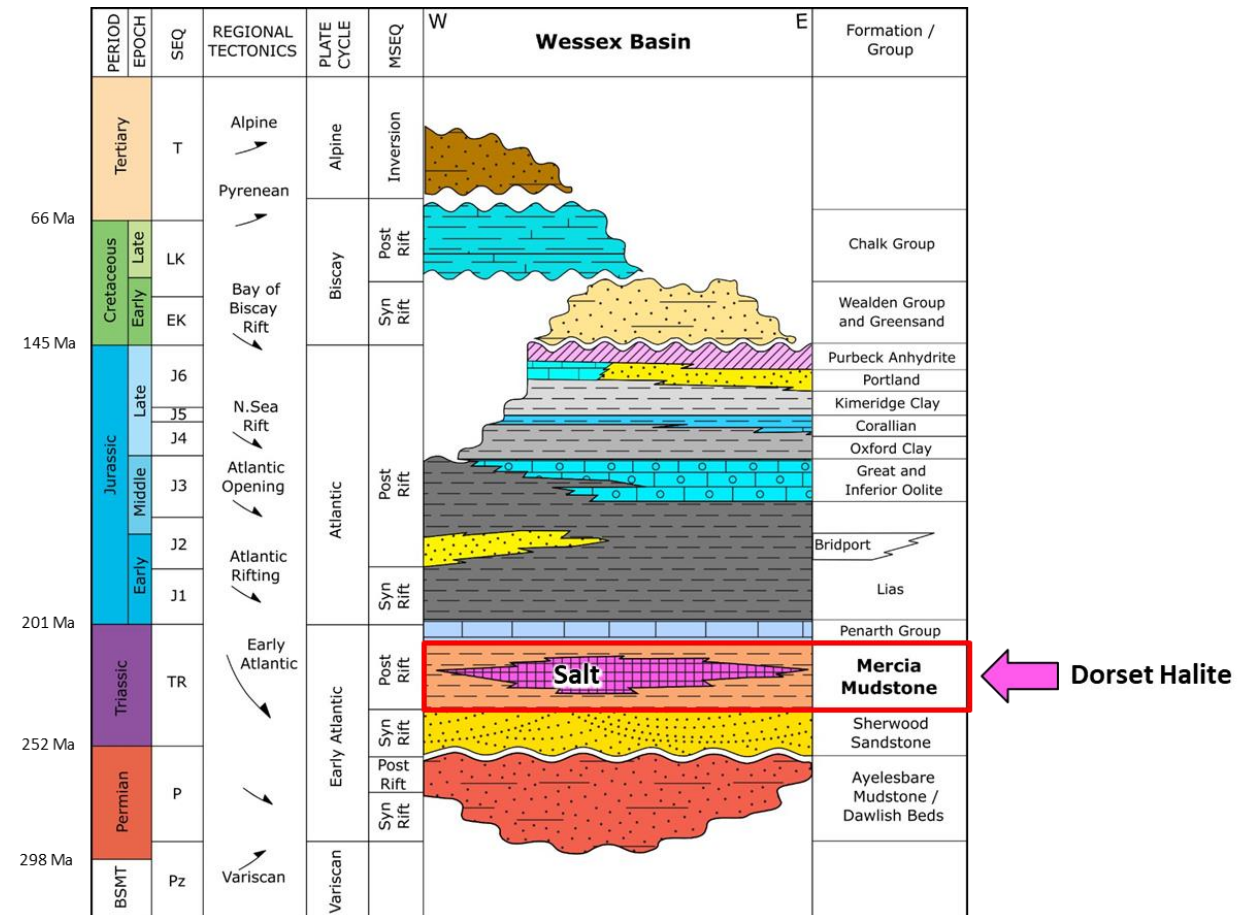 PERIOD
EPOCH
SEQ
REGIONAL
TECTONICS
PLATE
CYCLE
MSEQ
W
Wessex Basin
E
Formation /
Group
Tertiary
T
Alpine
Pyrenean
Alpine
Inversion
66 Ma
Cretaceous
Late
Early
LK
EK
Bay of
Biscay
Rift
Biscay
Post
Rift
Syn
Rift
Chalk Group
Wealden Group
and Greensand
145 Ma
Jurassic
Late
Middle
Early
J6
J5
J4
J3
J2
J1
N.Sea
Rift
Atlantic
Opening
Atlantic
Rifting
Atlantic
Post
Rift
Syn
Rift
Purbeck Anhydrite
Portland
Kimeridge Clay
Corallian
Oxford Clay
Great and
Inferior Oolite
Bridport
Lias
201 Ma
Triassic
TR
Early
Atlantic
Early Atlantic
Post
Rift
Syn
Rift
Salt
Penarth Group
Mercia
Mudstone
Dorset Halite
Sherwood
Sandstone
252 Ma
Permian
P
Post
Rift
Syn
Rift
Ayelesbare
Mudstone /
Dawlish Beds
298 Ma
BSMT
Pz
Variscan
Variscan